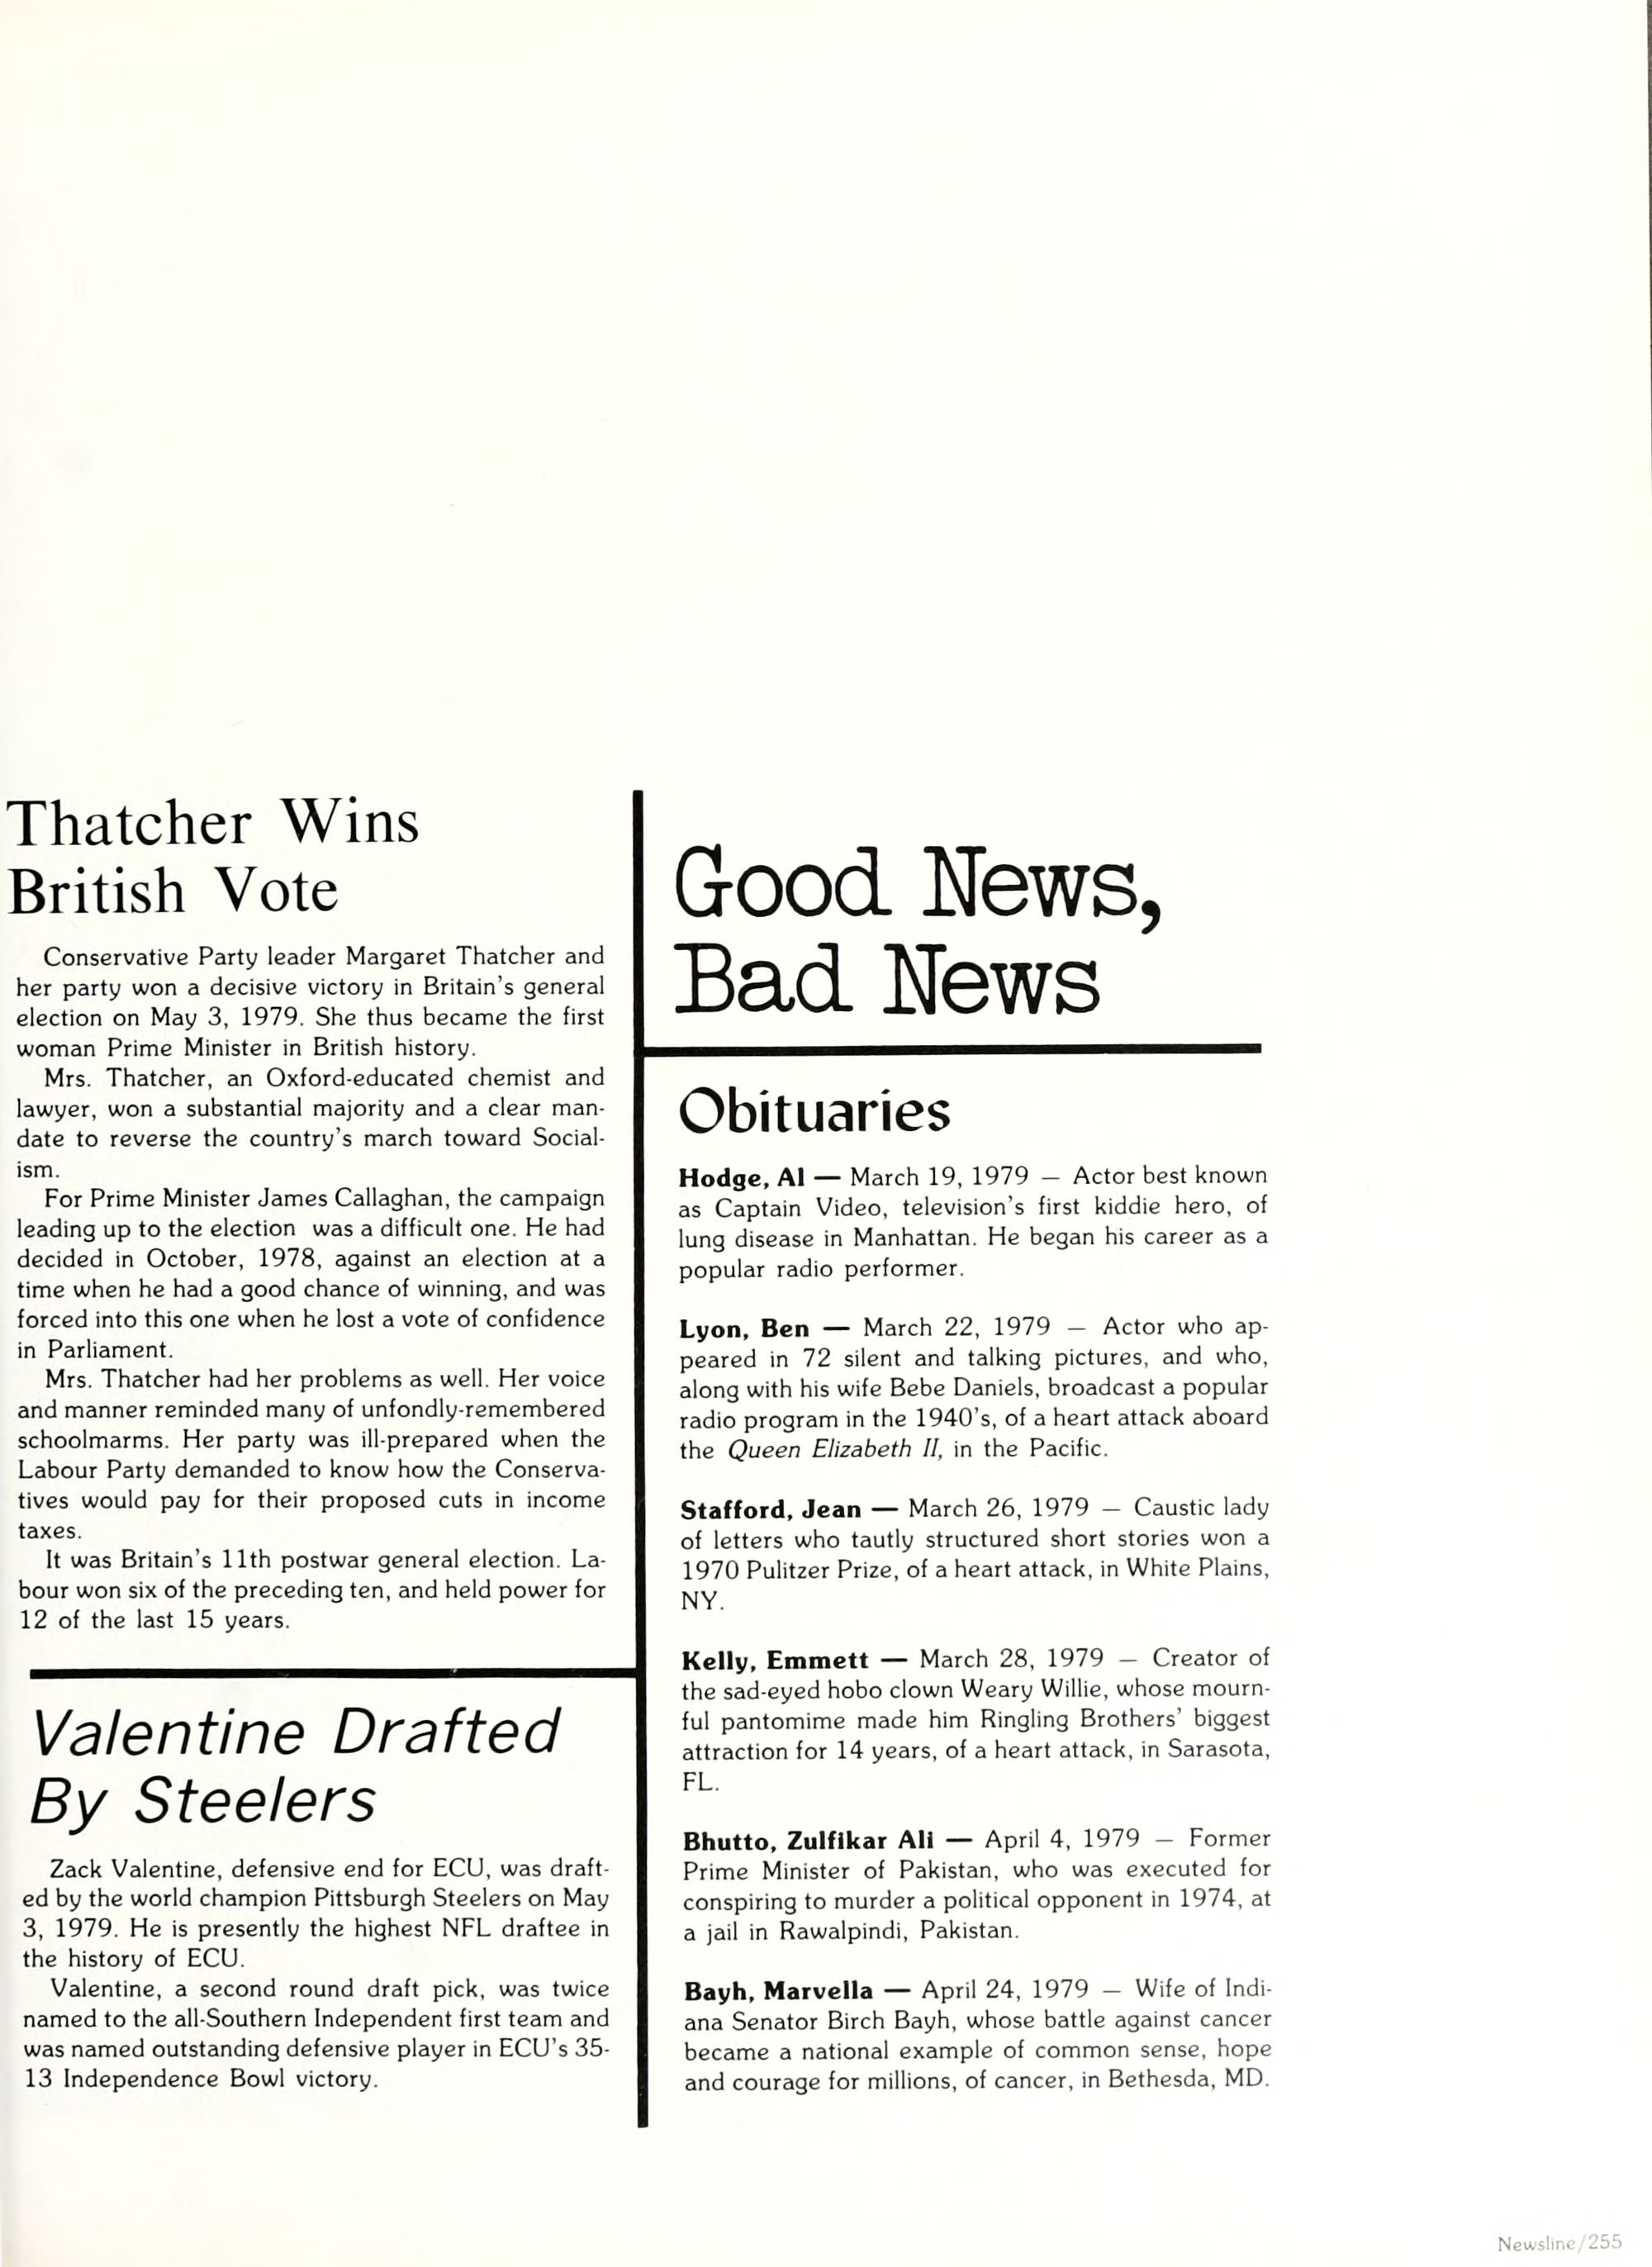 Thatcher Wins
British Vote
Conservative Party leader Margaret Thatcher and
her party won a decisive victory in Britain's general
election on May 3, 1979. She thus became the first
woman Prime Minister in British history.
Mrs. Thatcher, an Oxford-educated chemist and
lawyer, won a substantial majority and a clear man-
date to reverse the country's march toward Social-
ism.
For Prime Minister James Callaghan, the campaign
leading up to the election was a difficult one. He had
decided in October, 1978, against an election at a
time when he had a good chance of winning, and was
forced into this one when he lost a vote of confidence
in Parliament.
Mrs. Thatcher had her problems as well. Her voice
and manner reminded many of unfondly-remembered
schoolmarms. Her party was ill-prepared when the
Labour Party demanded to know how the Conserva-
tives would pay for their proposed cuts in income
taxes.
It was Britain's 11th postwar general election. La-
bour won six of the preceding ten, and held power for
12 of the last 15 years.
Valentine Drafted
By Steelers
Zack Valentine, defensive end for ECU, was draft-
ed by the world champion Pittsburgh Steelers on May
3, 1979. He is presently the highest NFL draftee in
the history of ECU.
Valentine, a second round draft pick, was twice
named to the all-Southern Independent first team and
was named outstanding defensive player in ECU's 35-
13 Independence Bowl victory.
Good News,
Bad News
Obituaries
Hodge, Al — March 19, 1979 — Actor best known
as Captain Video, television's first kiddie hero, of
lung disease in Manhattan. He began his career as a
popular radio performer.
Lyon, Ben — March 22, 1979 — Actor who ap-
peared in 72 silent and talking pictures, and who,
along with his wife Bebe Daniels, broadcast a popular
radio program in the 1940's, of a heart attack aboard
the Queen Elizabeth II, in the Pacific.
Stafford, Jean — March 26, 1979 — Caustic lady
of letters who tautly structured short stories won a
1970 Pulitzer Prize, of a heart attack, in White Plains,
NY.
Kelly, Emmett — March 28, 1979 — Creator of
the sad-eyed hobo clown Weary Willie, whose mourn-
ful pantomime made him Ringling Brothers' biggest
attraction for 14 years, of a heart attack, in Sarasota,
FL.
Bhutto, Zulfikar Ali — April 4, 1979 — Former
Prime Minister of Pakistan, who was executed for
conspiring to murder a political opponent in 1974, at
a jail in Rawalpindi, Pakistan.
Bayh, Marvella — April 24, 1979 — Wife of Indi-
ana Senator Birch Bayh, whose battle against cancer
became a national example of common sense, hope
and courage for millions, of cancer, in Bethesda, MD.
Newsline/255